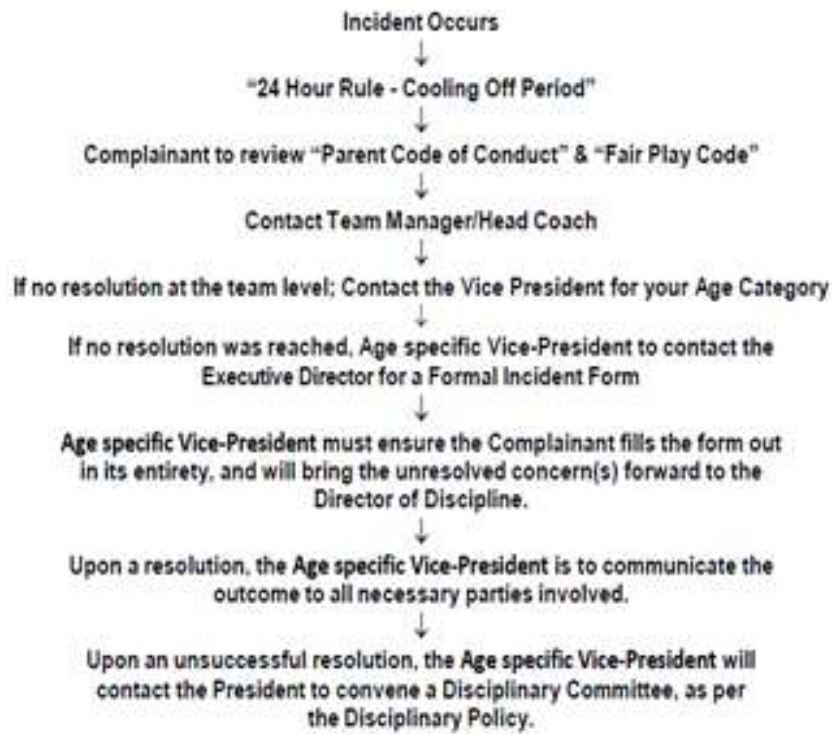 Incident Occurs
↓
“24 Hour Rule - Cooling Off Period”
↓
Complainant to review “Parent Code of Conduct” & “Fair Play Code”
↓
Contact Team Manager/Head Coach
↓
If no resolution at the team level; Contact the Vice President for your Age Category
↓
If no resolution was reached, Age specific Vice-President to contact the
Executive Director for a Formal Incident Form
↓
Age specific Vice-President must ensure the Complainant fills the form out
in its entirety, and will bring the unresolved concern(s) forward to the
Director of Discipline.
↓
Upon a resolution, the Age specific Vice-President is to communicate the
outcome to all necessary parties involved.
↓
Upon an unsuccessful resolution, the Age specific Vice-President will
contact the President to convene a Disciplinary Committee, as per
the Disciplinary Policy.